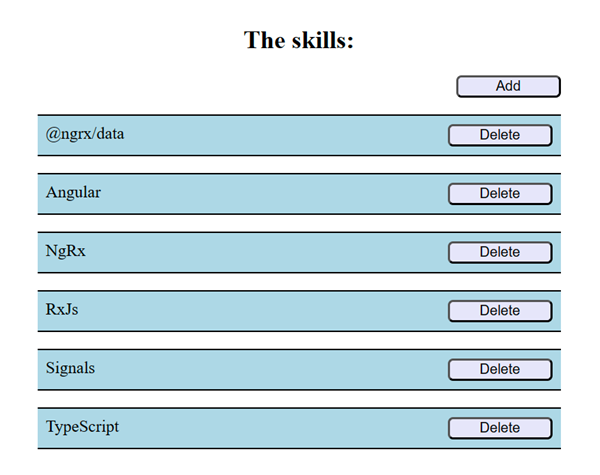 The skills:
Add
@ngrx/data Delete
Angular Delete
NgRx Delete
RxJs Delete
Signals Delete
TypeScript Delete